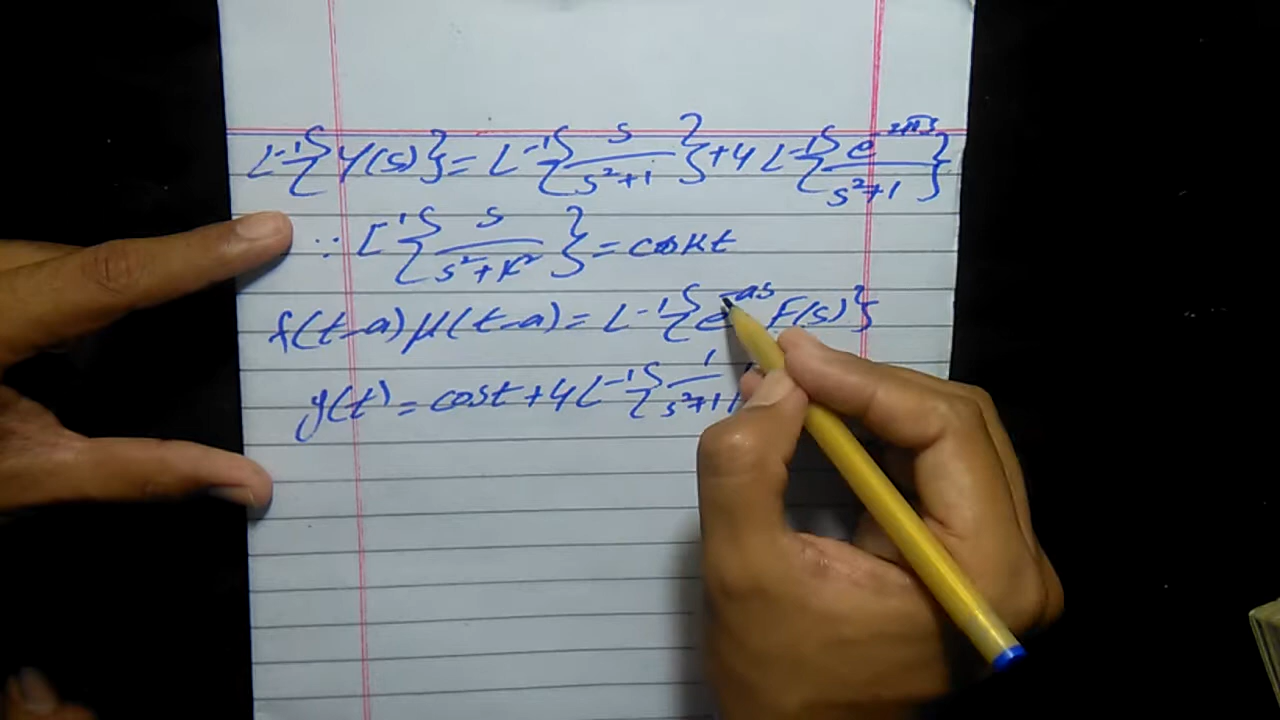 L⁻¹{Y(s)} = L⁻¹{s/(s²+1)} + 4 L⁻¹{e^(-2πs)/(s²+1)}
∵ L⁻¹{s/(s²+k²)} = cos kt
f(t-a) μ(t-a) = L⁻¹{e^(-as) F(s)}
y(t) = cost + 4 L⁻¹{1/(s²+1)